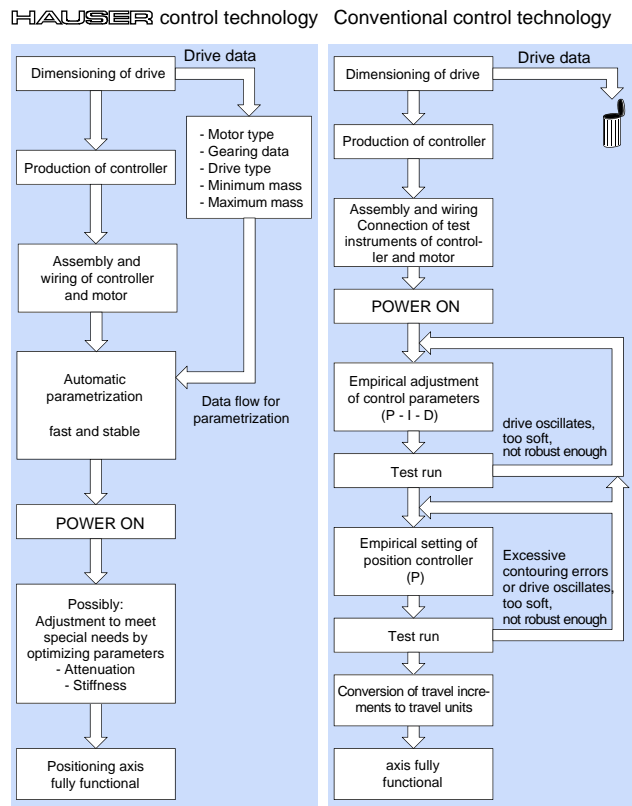 HAUSER control technology
Drive data
Dimensioning of drive
- Motor type
- Gearing data
- Drive type
- Minimum mass
- Maximum mass
Production of controller
Assembly and
wiring of controller
and motor
Automatic
parametrization
fast and stable
Data flow for
parametrization
POWER ON
Possibly:
Adjustment to meet
special needs by
optimizing parameters
- Attenuation
- Stiffness
Positioning axis
fully functional
Conventional control technology
Drive data
Dimensioning of drive
Production of controller
Assembly and wiring
Connection of test
instruments of control-
ler and motor
POWER ON
Empirical adjustment
of control parameters
(P - I - D)
drive oscillates,
too soft,
not robust enough
Test run
Empirical setting of
position controller
(P)
Excessive
contouring errors
or drive oscillates,
too soft,
not robust enough
Test run
Conversion of travel incre-
ments to travel units
axis fully
functional